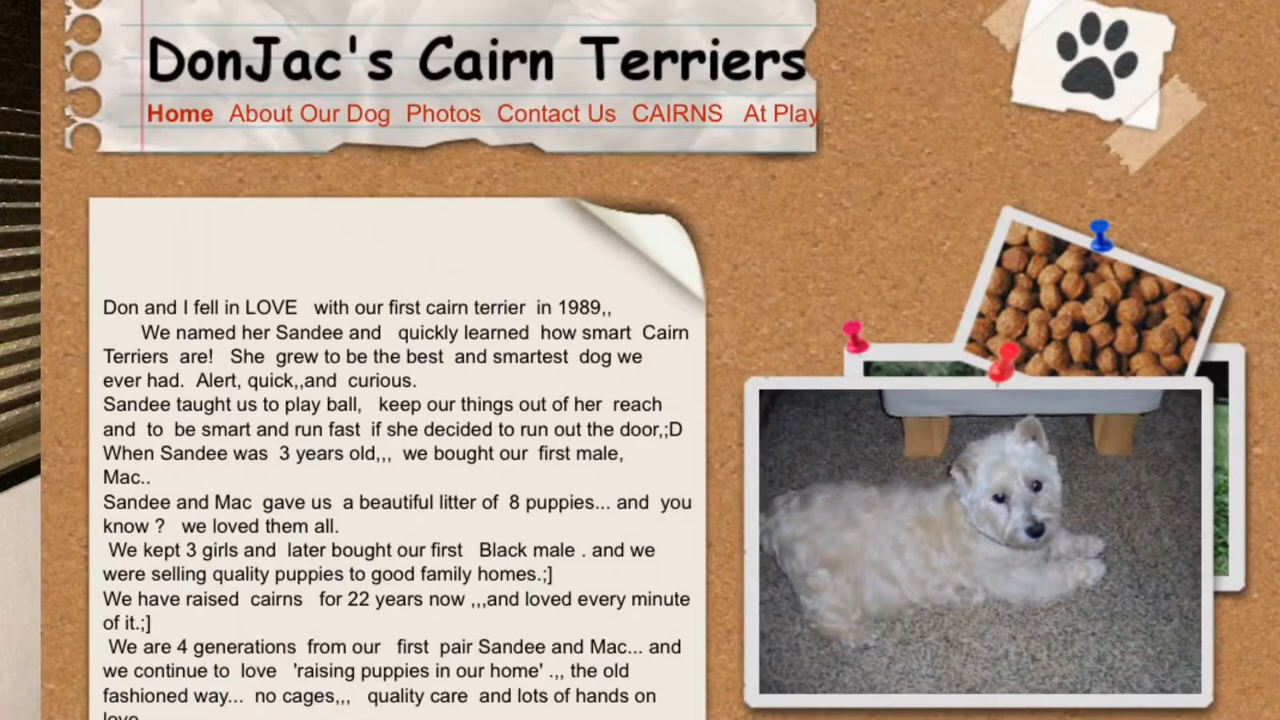 DonJac's Cairn Terriers
Home About Our Dog Photos Contact Us CAIRNS At Play
Don and I fell in LOVE with our first cairn terrier in 1989,,
We named her Sandee and quickly learned how smart Cairn
Terriers are! She grew to be the best and smartest dog we
ever had. Alert, quick,,and curious.
Sandee taught us to play ball, keep our things out of her reach
and to be smart and run fast if she decided to run out the door,;D
When Sandee was 3 years old,,, we bought our first male,
Mac..
Sandee and Mac gave us a beautiful litter of 8 puppies... and you
know ? we loved them all.
We kept 3 girls and later bought our first Black male . and we
were selling quality puppies to good family homes.;]
We have raised cairns for 22 years now ,,,and loved every minute
of it.;]
We are 4 generations from our first pair Sandee and Mac... and
we continue to love 'raising puppies in our home' .,, the old
fashioned way... no cages,,, quality care and lots of hands on
love